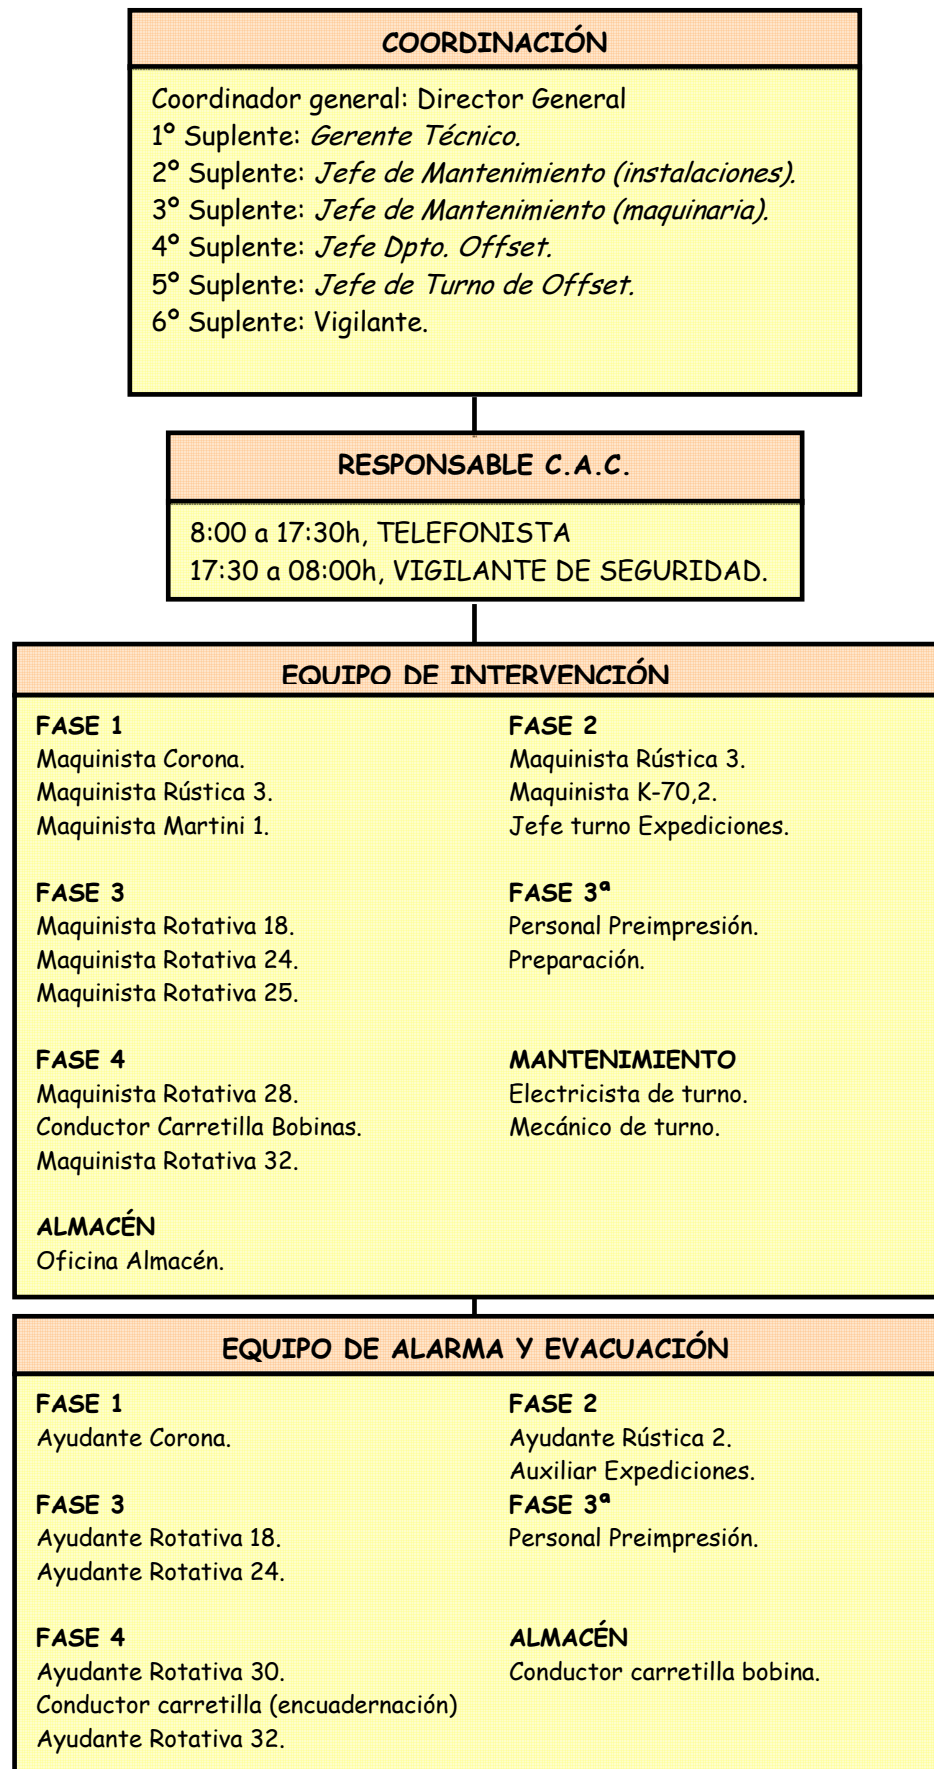 COORDINACIÓN
Coordinador general: Director General
1º Suplente: Gerente Técnico.
2º Suplente: Jefe de Mantenimiento (instalaciones).
3º Suplente: Jefe de Mantenimiento (maquinaria).
4º Suplente: Jefe Dpto. Offset.
5º Suplente: Jefe de Turno de Offset.
6º Suplente: Vigilante.
RESPONSABLE C.A.C.
8:00 a 17:30h, TELEFONISTA
17:30 a 08:00h, VIGILANTE DE SEGURIDAD.
EQUIPO DE INTERVENCIÓN
FASE 1
Maquinista Corona.
Maquinista Rústica 3.
Maquinista Martini 1.
FASE 2
Maquinista Rústica 3.
Maquinista K-70,2.
Jefe turno Expediciones.
FASE 3
Maquinista Rotativa 18.
Maquinista Rotativa 24.
Maquinista Rotativa 25.
FASE 3ª
Personal Preimpresión.
Preparación.
FASE 4
Maquinista Rotativa 28.
Conductor Carretilla Bobinas.
Maquinista Rotativa 32.
MANTENIMIENTO
Electricista de turno.
Mecánico de turno.
ALMACÉN
Oficina Almacén.
EQUIPO DE ALARMA Y EVACUACIÓN
FASE 1
Ayudante Corona.
FASE 2
Ayudante Rústica 2.
Auxiliar Expediciones.
FASE 3
Ayudante Rotativa 18.
Ayudante Rotativa 24.
FASE 3ª
Personal Preimpresión.
FASE 4
Ayudante Rotativa 30.
Conductor carretilla (encuadernación)
Ayudante Rotativa 32.
ALMACÉN
Conductor carretilla bobina.